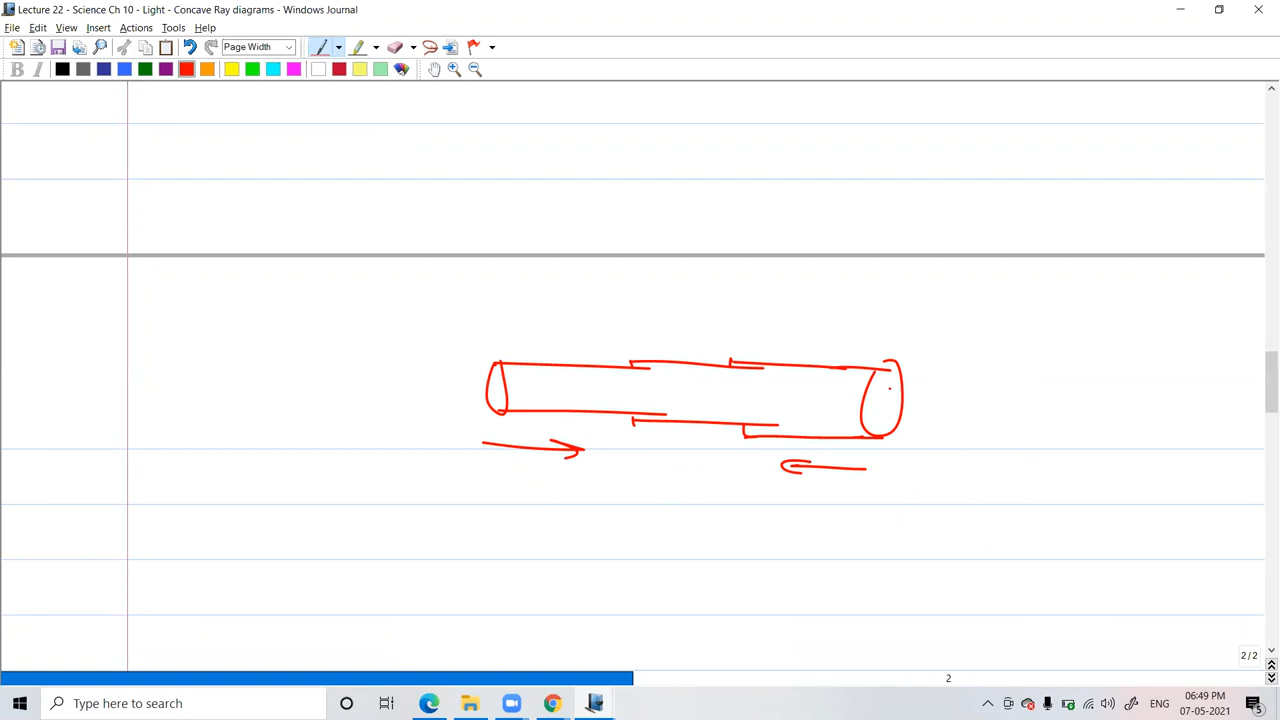 Lecture 22 - Science Ch 10 - Light - Concave Ray diagrams - Windows Journal
File Edit View Insert Actions Tools Help
Page Width
B I
2 / 2
2
Type here to search
ENG
06:49 PM
07-05-2021
5